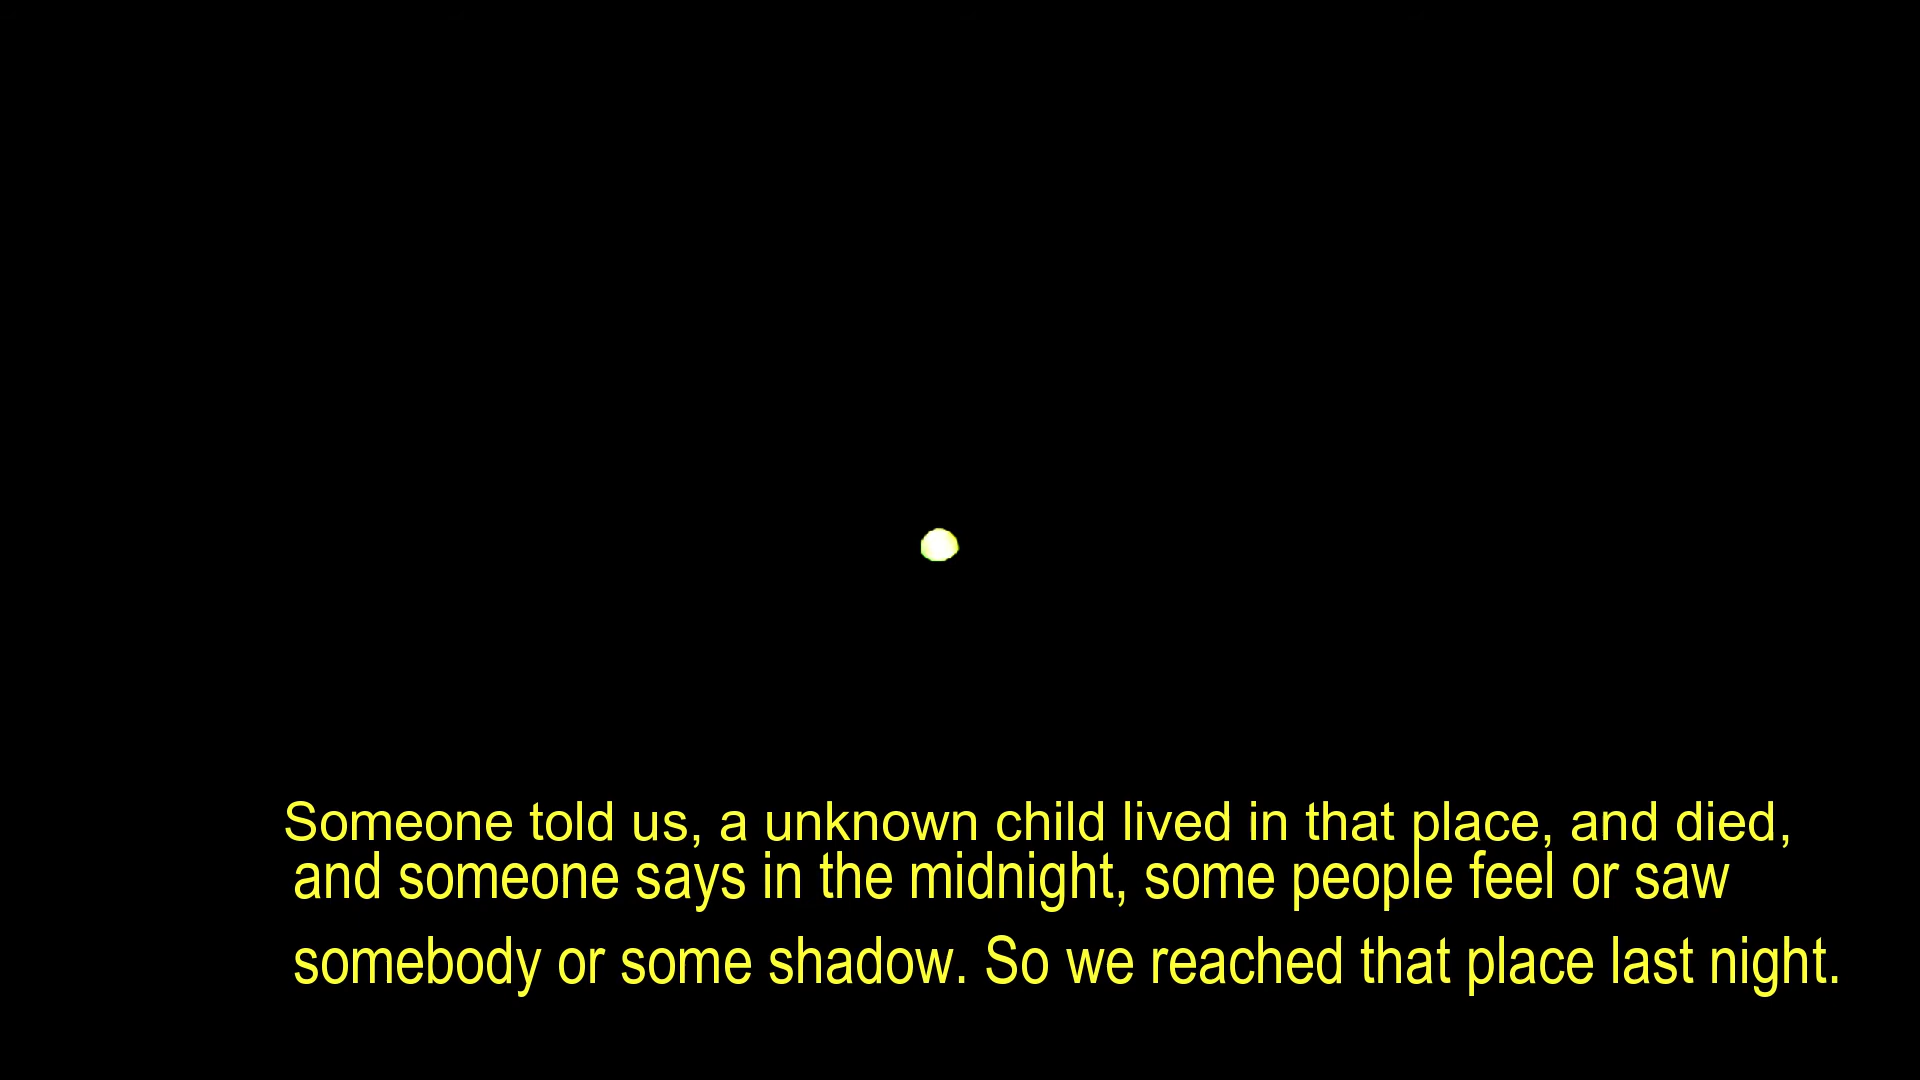 Someone told us, a unknown child lived in that place, and died,
and someone says in the midnight, some people feel or saw
somebody or some shadow. So we reached that place last night.